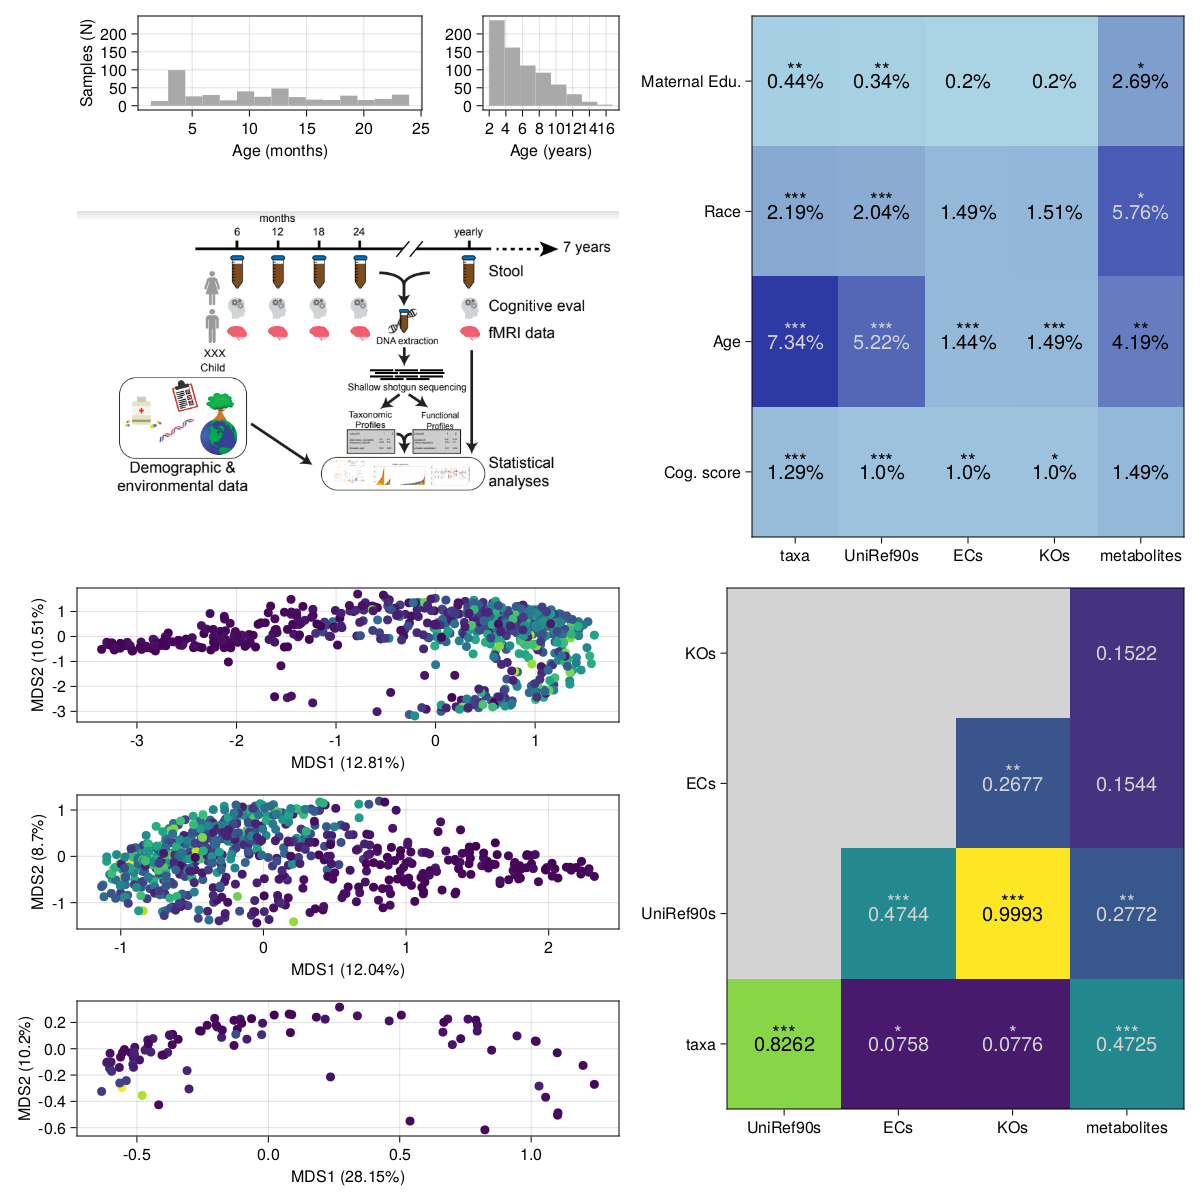 Samples (N)
200
150
100
50
0
5
10
15
20
25
Age (months)
200
150
100
50
0
2 4 6 8 10 12 14 16
Age (years)
months
6 12 18 24 yearly
7 years
Stool
Cognitive eval
fMRI data
XXX
Child
DNA extraction
Shallow shotgun sequencing
Taxonomic
Profiles
Functional
Profiles
Demographic &
environmental data
Statistical
analyses
Maternal Edu.
** ** *
0.44% 0.34% 0.2% 0.2% 2.69%
Race
*** *** *
2.19% 2.04% 1.49% 1.51% 5.76%
Age
*** *** *** *** **
7.34% 5.22% 1.44% 1.49% 4.19%
Cog. score
*** *** ** *
1.29% 1.0% 1.0% 1.0% 1.49%
taxa UniRef90s ECs KOs metabolites
MDS2 (10.51%)
1
0
-1
-2
-3
-3 -2 -1 0 1
MDS1 (12.81%)
MDS2 (8.7%)
1
0
-1
-1 0 1 2
MDS1 (12.04%)
MDS2 (10.2%)
0.2
0.0
-0.2
-0.4
-0.6
-0.5 0.0 0.5 1.0
MDS1 (28.15%)
KOs
0.1522
ECs
**
0.2677 0.1544
UniRef90s
*** *** **
0.4744 0.9993 0.2772
taxa
*** * * ***
0.8262 0.0758 0.0776 0.4725
UniRef90s ECs KOs metabolites